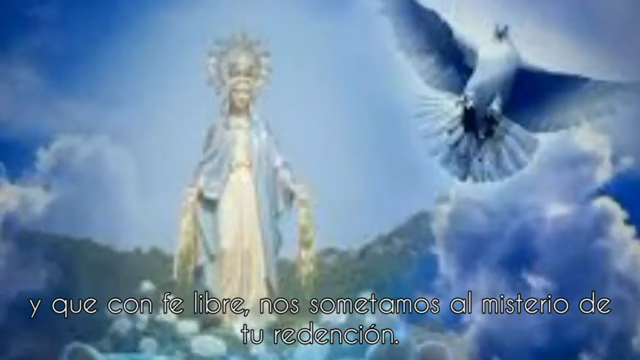 y que con fe libre, nos sometamos al misterio de
tu redención.